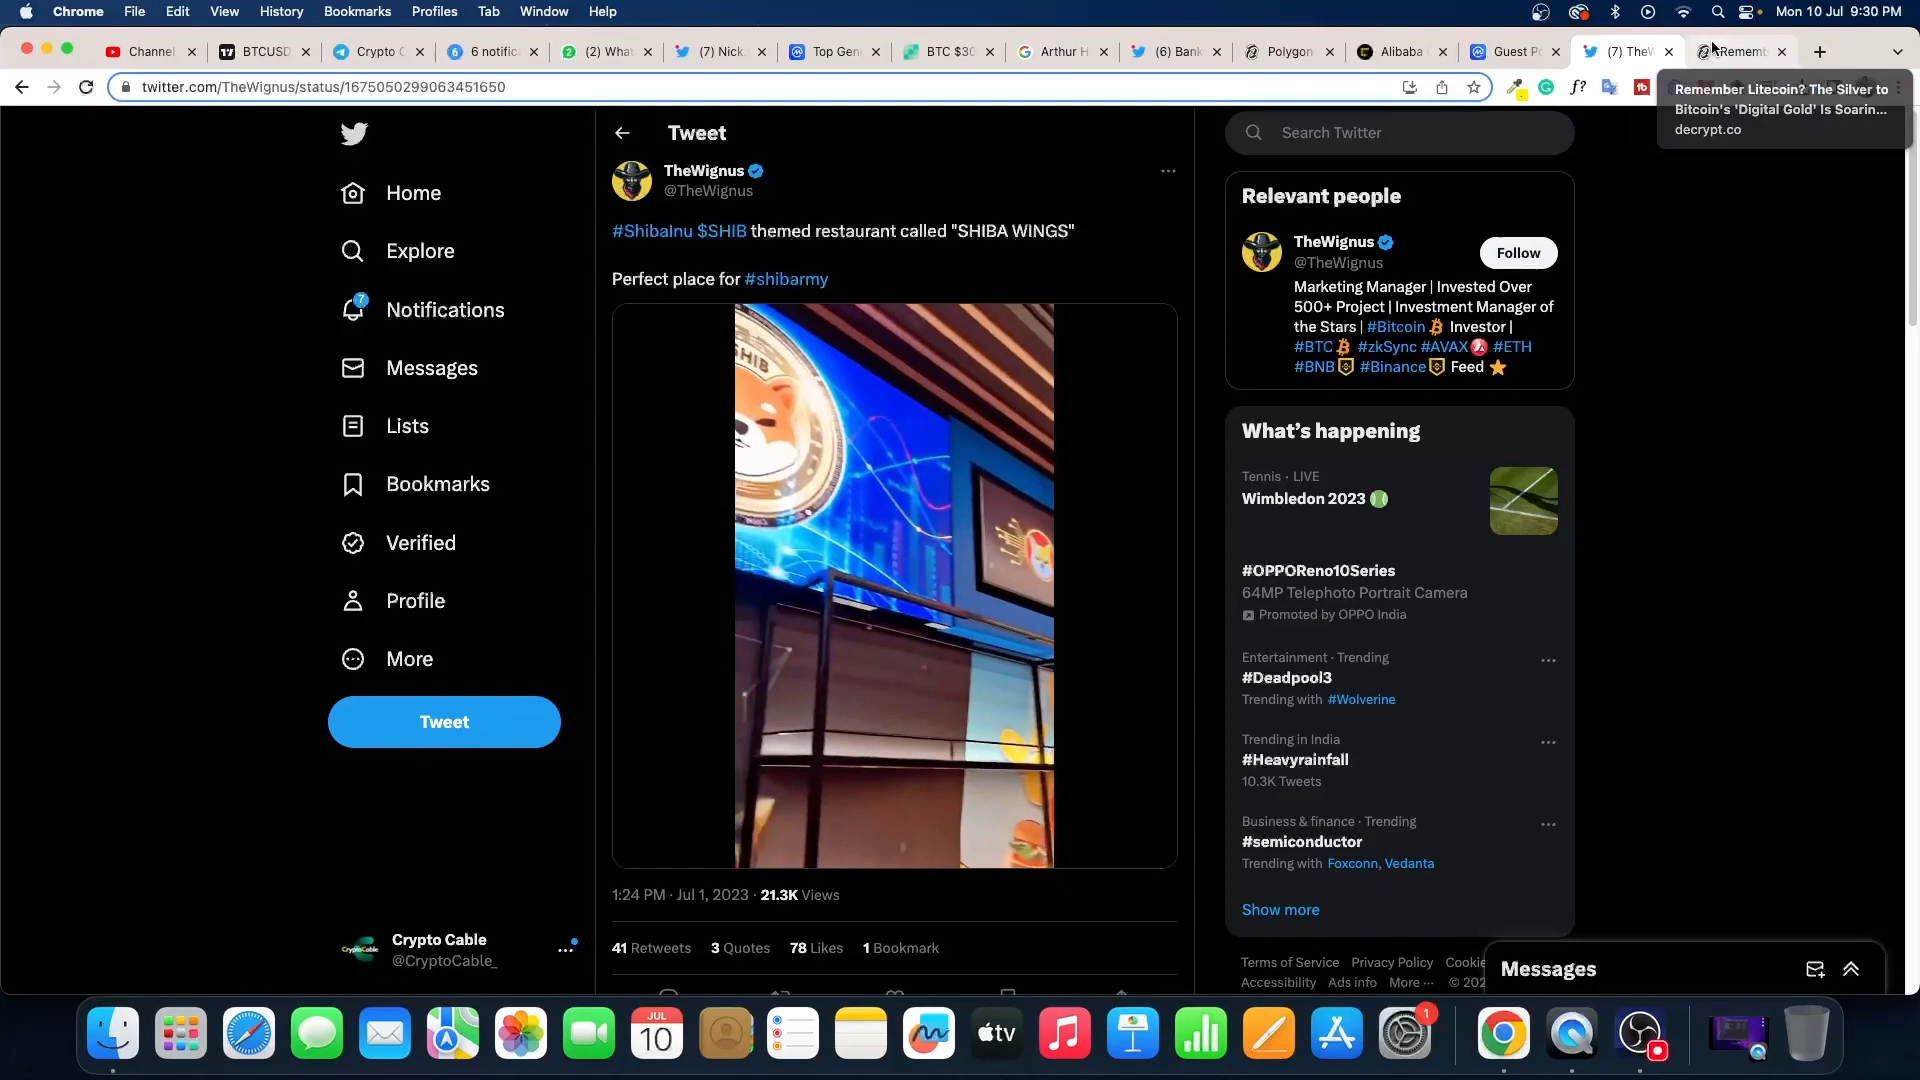 Chrome File Edit View History Bookmarks Profiles Tab Window Help
Mon 10 Jul 9:30 PM
Channel
BTCUSD
Crypto C
6 notific
(2) What
(7) Nick
Top Gen
BTC $30
Arthur H
(6) Bank
Polygon
Alibaba
Guest P
(7) TheW
Rememb
twitter.com/TheWignus/status/1675050299063451650
Remember Litecoin? The Silver to
Bitcoin's 'Digital Gold' Is Soarin...
decrypt.co
Home
Explore
7
Notifications
Messages
Lists
Bookmarks
Verified
Profile
More
Tweet
Crypto Cable
@CryptoCable_
Tweet
TheWignus
@TheWignus
#ShibaInu $SHIB themed restaurant called "SHIBA WINGS"
Perfect place for #shibarmy
SHIB
1:24 PM · Jul 1, 2023 · 21.3K Views
41 Retweets 3 Quotes 78 Likes 1 Bookmark
Search Twitter
Relevant people
TheWignus
@TheWignus
Follow
Marketing Manager | Invested Over
500+ Project | Investment Manager of
the Stars | #Bitcoin Investor |
#BTC #zkSync #AVAX #ETH
#BNB #Binance Feed
What's happening
Tennis · LIVE
Wimbledon 2023
#OPPOReno10Series
64MP Telephoto Portrait Camera
Promoted by OPPO India
Entertainment · Trending
#Deadpool3
Trending with #Wolverine
Trending in India
#Heavyrainfall
10.3K Tweets
Business & finance · Trending
#semiconductor
Trending with Foxconn, Vedanta
Show more
Terms of Service Privacy Policy Cookie
Accessibility Ads info More ··· © 202
Messages
JUL
10
tv
1